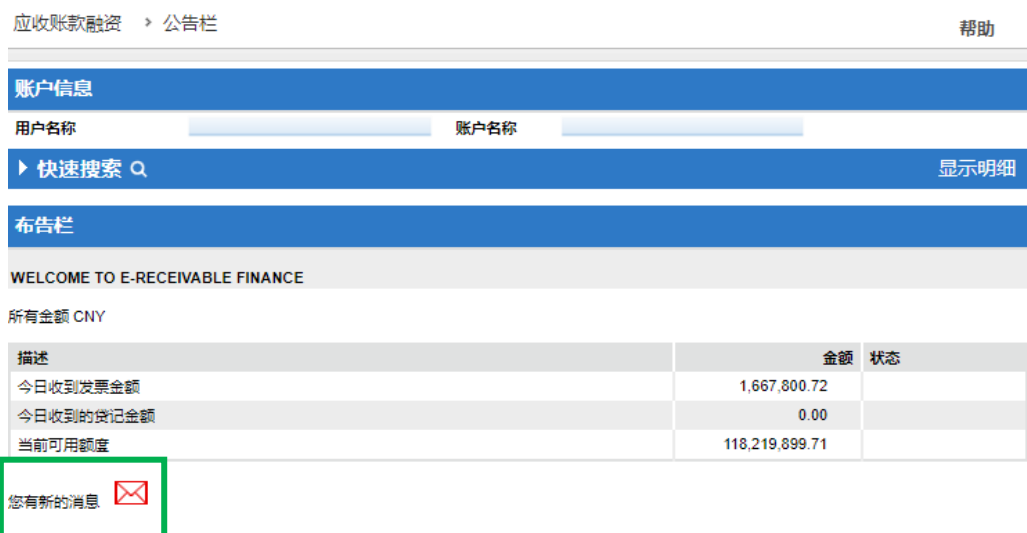 应收账款融资 > 公告栏 帮助
账户信息
用户名称 账户名称
快速搜索 显示明细
布告栏
WELCOME TO E-RECEIVABLE FINANCE
所有金额 CNY
描述 金额 状态
今日收到发票金额 1,667,800.72
今日收到的贷记金额 0.00
当前可用额度 118,219,899.71
您有新的消息